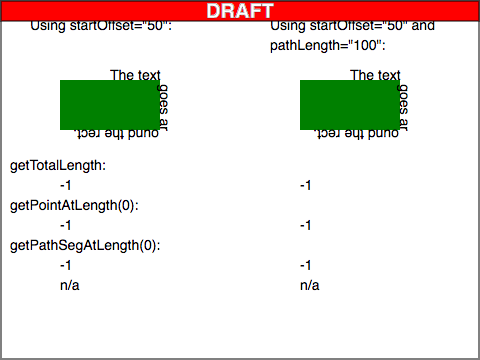 DRAFT
Using startOffset="50":
Using startOffset="50" and
pathLength="100":
The text
goes ar
ound the rect.
The text
goes ar
ound the rect.
getTotalLength:
-1 -1
getPointAtLength(0):
-1 -1
getPathSegAtLength(0):
-1 -1
n/a n/a